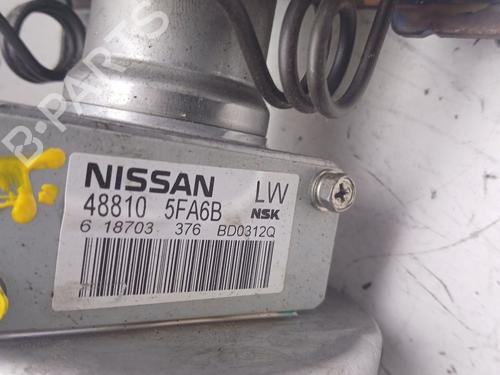 B-PARTS
NISSAN LW
48810 5FA6B NSK
6 18703 376 BD0312Q